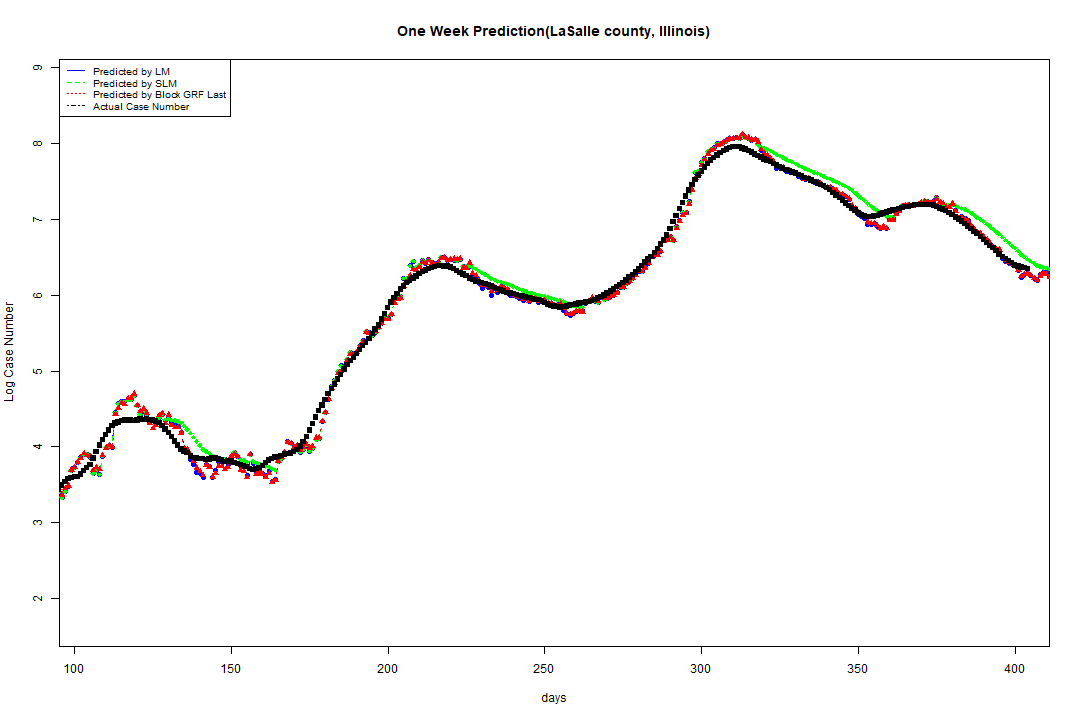 One Week Prediction(LaSalle county, Illinois)
Predicted by LM
Predicted by SLM
Predicted by Block GRF Last
Actual Case Number
Log Case Number
9
8
7
6
5
4
3
2
100 150 200 250 300 350 400
days